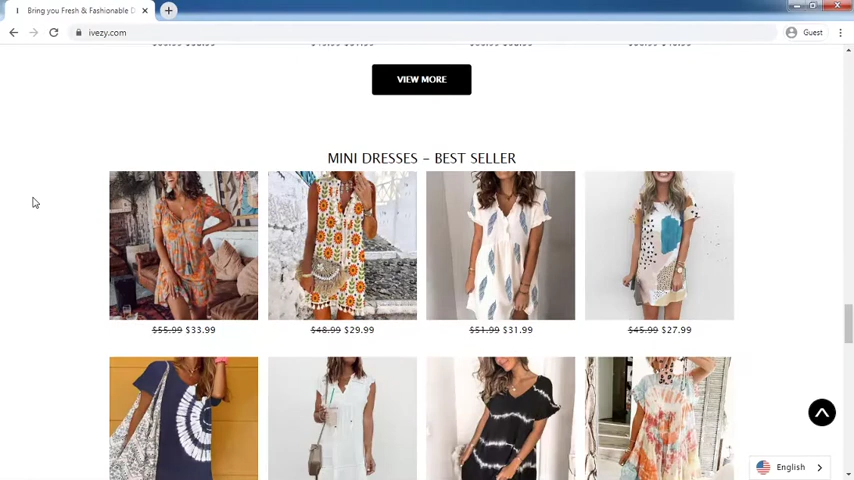 Bring you Fresh & Fashionable D
ivezy.com
Guest
VIEW MORE
MINI DRESSES – BEST SELLER
$55.99 $33.99
$48.99 $29.99
$51.99 $31.99
$45.99 $27.99
English